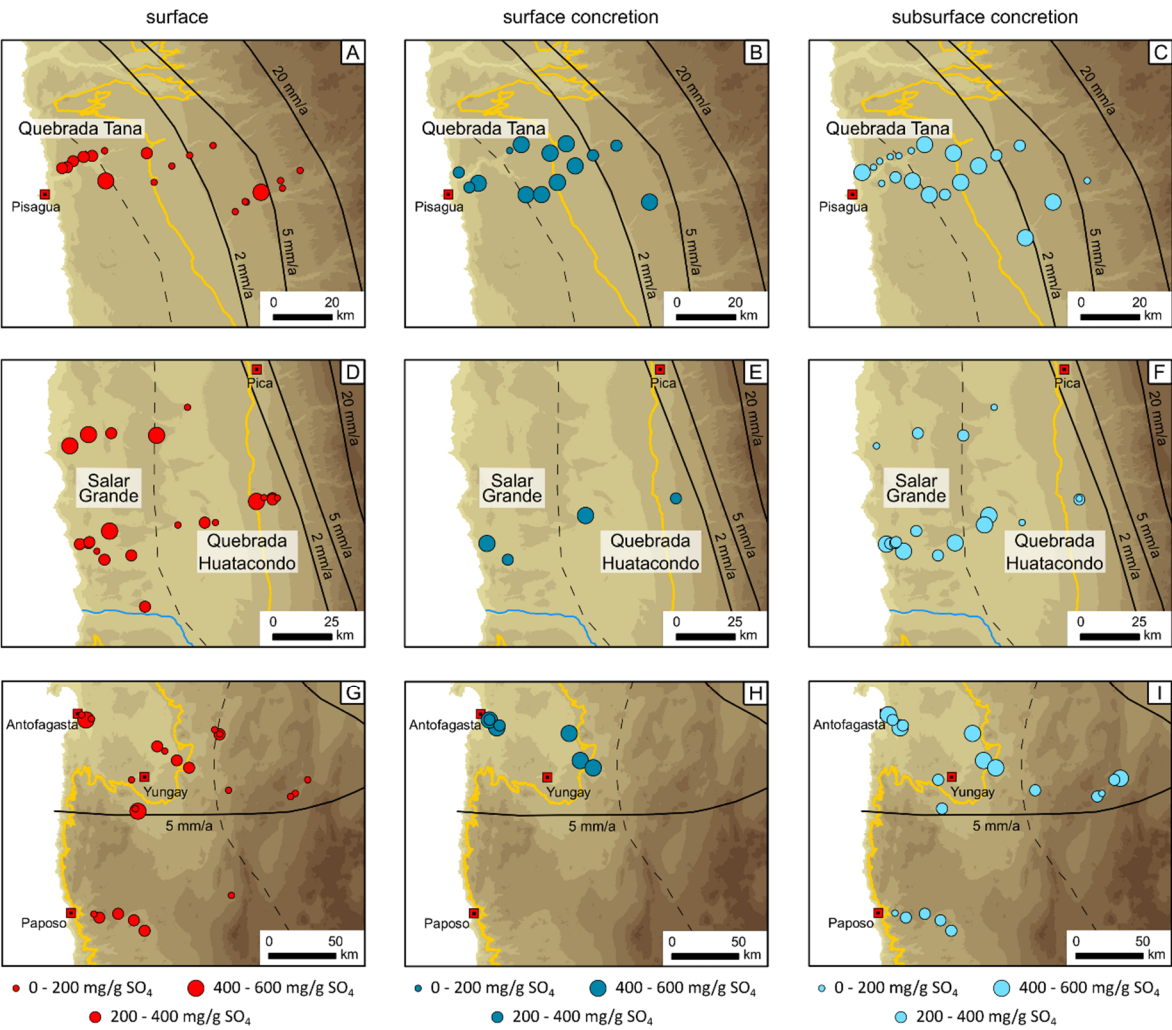 surface
surface concretion
subsurface concretion
A
20 mm/a
Quebrada Tana
Pisagua
2 mm/a
5 mm/a
0 20
km
B
20 mm/a
Quebrada Tana
Pisagua
2 mm/a
5 mm/a
0 20
km
C
20 mm/a
Quebrada Tana
Pisagua
2 mm/a
5 mm/a
0 20
km
D
Pica
20 mm/a
Salar
Grande
Quebrada
Huatacondo
5 mm/a
2 mm/a
0 25
km
E
Pica
20 mm/a
Salar
Grande
Quebrada
Huatacondo
5 mm/a
2 mm/a
0 25
km
F
Pica
20 mm/a
Salar
Grande
Quebrada
Huatacondo
5 mm/a
2 mm/a
0 25
km
G
Antofagasta
Yungay
5 mm/a
Paposo
0 50
km
H
Antofagasta
Yungay
5 mm/a
Paposo
0 50
km
I
Antofagasta
Yungay
5 mm/a
Paposo
0 50
km
0 - 200 mg/g SO₄ 400 - 600 mg/g SO₄
200 - 400 mg/g SO₄
0 - 200 mg/g SO₄ 400 - 600 mg/g SO₄
200 - 400 mg/g SO₄
0 - 200 mg/g SO₄ 400 - 600 mg/g SO₄
200 - 400 mg/g SO₄